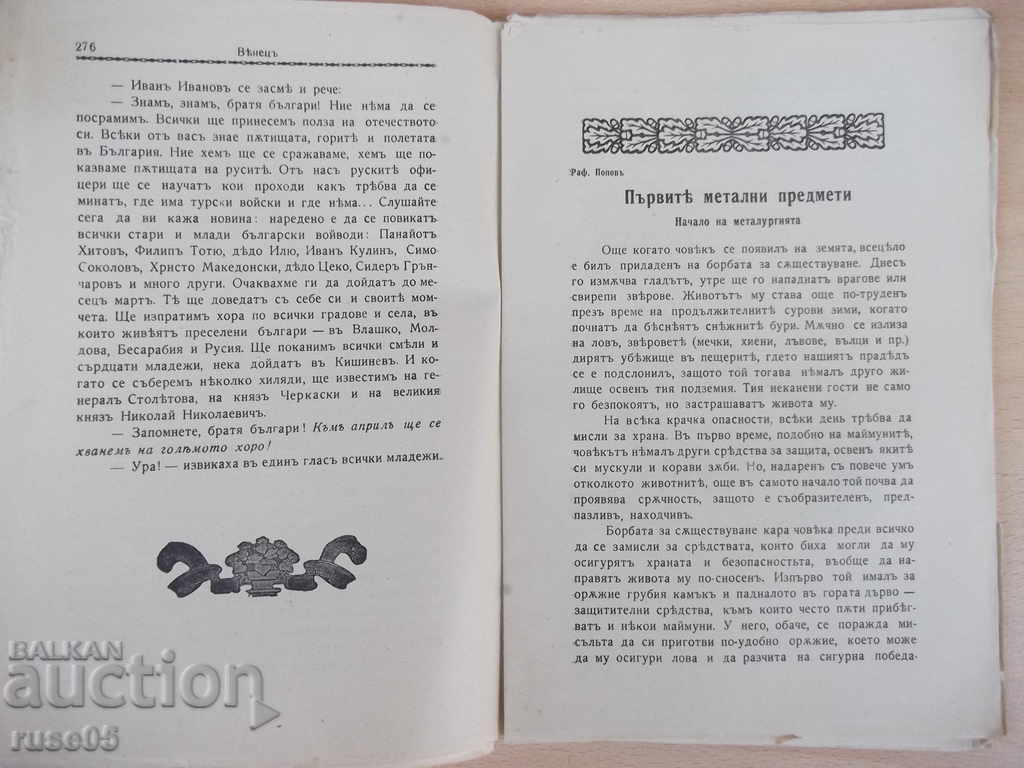 276
Вѣнецъ
— Иванъ Ивановъ се засмѣ и рече:
— Знамъ, знамъ, братя българи! Ние нѣма да се
посрамимъ. Всички ще принесемъ полза на отечеството
си. Всѣки отъ васъ знае пѫтищата, горитѣ и полетата
въ България. Ние хемъ ще се сражаваме, хемъ ще по-
казваме пѫтищата на руситѣ. Отъ насъ рускитѣ офи-
цери ще се научатъ кои проходи какъ трѣбва да се
минатъ, где има турски войски и где нѣма... Слушайте
сега да ви кажа новина: наредено е да се повикатъ
всички стари и млади български войводи: Панайотъ
Хитовъ, Филипъ Тотю, дѣдо Илю, Иванъ Кулинъ, Симо
Соколовъ, Христо Македонски, дѣдо Цеко, Сидеръ Грън-
чаровъ и много други. Очаквахме ги да дойдатъ до ме-
сецъ мартъ. Тѣ ще доведатъ съ себе си и своитѣ мом-
чета. Ще изпратимъ хора по всички градове и села, въ
които живѣятъ преселени българи — въ Влашко, Мол-
дова, Бесарабия и Русия. Ще поканимъ всички смѣли и
сърдцати младежи, нека дойдатъ въ Кишиневъ. И ко-
гато се съберемъ нѣколко хиляди, ще известимъ на ге-
нералъ Столѣтова, на князъ Черкаски и на великия
князъ Николай Николаевичъ.
— Запомнете, братя българи! Къмъ априлъ ще се
хванемъ на голѣмото хоро!
— Ура! — извикаха въ единъ гласъ всички младежи.
Раф. Поповъ
Първитѣ метални предмети
Начало на металургията
Още когато човѣкъ се появилъ на земята, всецѣло
е билъ придаденъ на борбата за сѫществуване. Днесъ
го измѫчва гладътъ, утре ще го нападнатъ врагове или
свирепи звѣрове. Животътъ му става още по-труденъ
презъ време на продължителнитѣ сурови зими, когато
почнатъ да бѣснѣятъ снѣжнитѣ бури. Мѫчно се излиза
на ловъ, звѣроветѣ (мечки, хиени, лъвове, вълци и пр.)
дирятъ убѣжище въ пещеритѣ, гдето нашиятъ прадѣдъ
се е подслонилъ, защото той тогава нѣмалъ друго жи-
лище освенъ тия подземия. Тия неканени гости не само
го безпокоятъ, но застрашаватъ живота му.
На всѣка крачка опасности, всѣки день трѣбва да
мисли за храна. Въ първо време, подобно на маймунитѣ,
човѣкътъ нѣмалъ други срѣдства за защита, освенъ якитѣ
си мускули и корави зѫби. Но, надаренъ съ повече умъ
отколкото животнитѣ, още въ самото начало той почва да
проявява срѫчность, защото е съобразителенъ, пред-
пазливъ, находчивъ.
Борбата за сѫществуване кара човѣка преди всичко
да се замисли за срѣдствата, които биха могли да му
осигурятъ храната и безопасностьта, въобще да на-
правятъ живота му по-сносенъ. Изпърво той ималъ за
орѫжие грубия камъкъ и падналото въ гората дърво —
защитителни срѣдства, къмъ които често пѫти прибѣг-
ватъ и нѣкои маймуни. У него, обаче, се поражда ми-
съльта да си приготви по-удобно орѫжие, което може
да му осигури лова и да разчита на сигурна победа
BALKAN
auction
ruse05